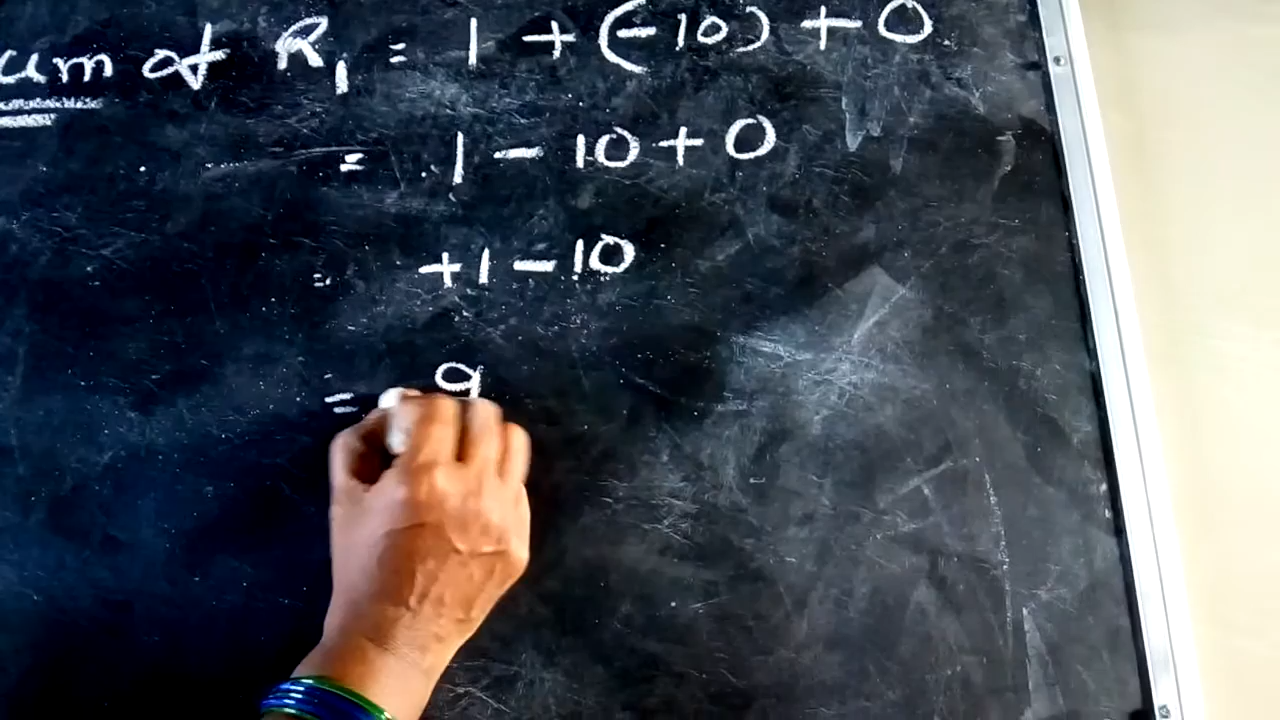 um of R1 = 1 + (-10) + 0
= 1 - 10 + 0
= +1 - 10
= 9